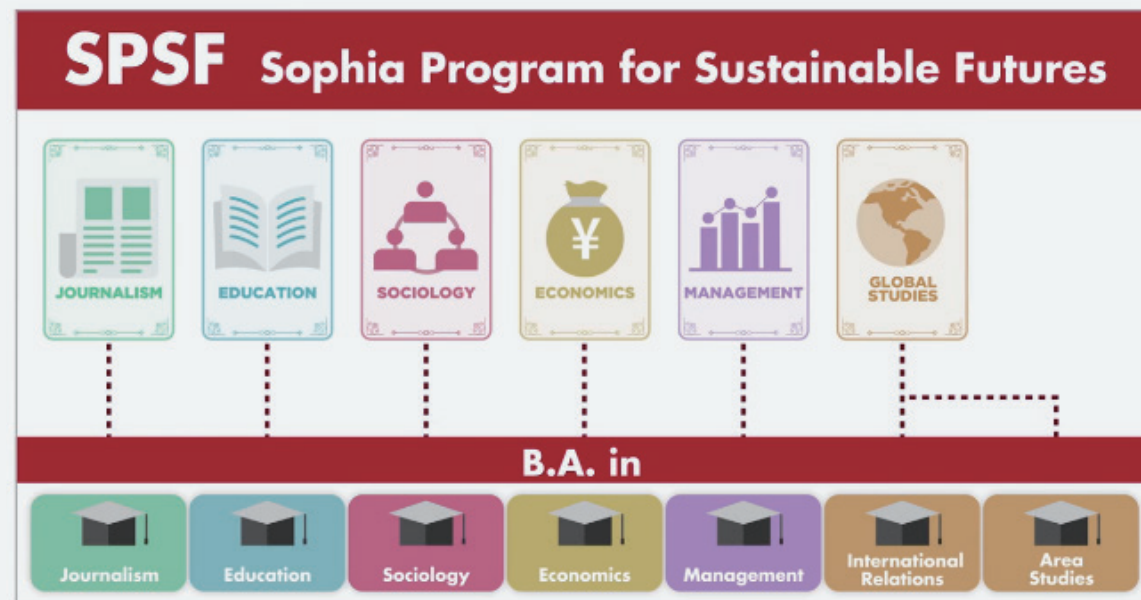 SPSF Sophia Program for Sustainable Futures
JOURNALISM
EDUCATION
SOCIOLOGY
¥
ECONOMICS
MANAGEMENT
GLOBAL
STUDIES
B.A. in
Journalism
Education
Sociology
Economics
Management
International
Relations
Area
Studies